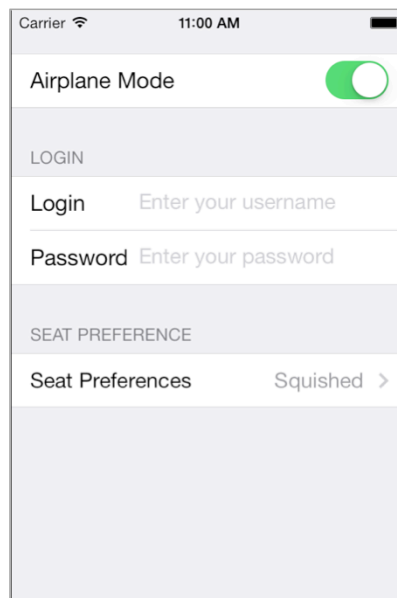 Carrier 11:00 AM
Airplane Mode
LOGIN
Login Enter your username
Password Enter your password
SEAT PREFERENCE
Seat Preferences Squished